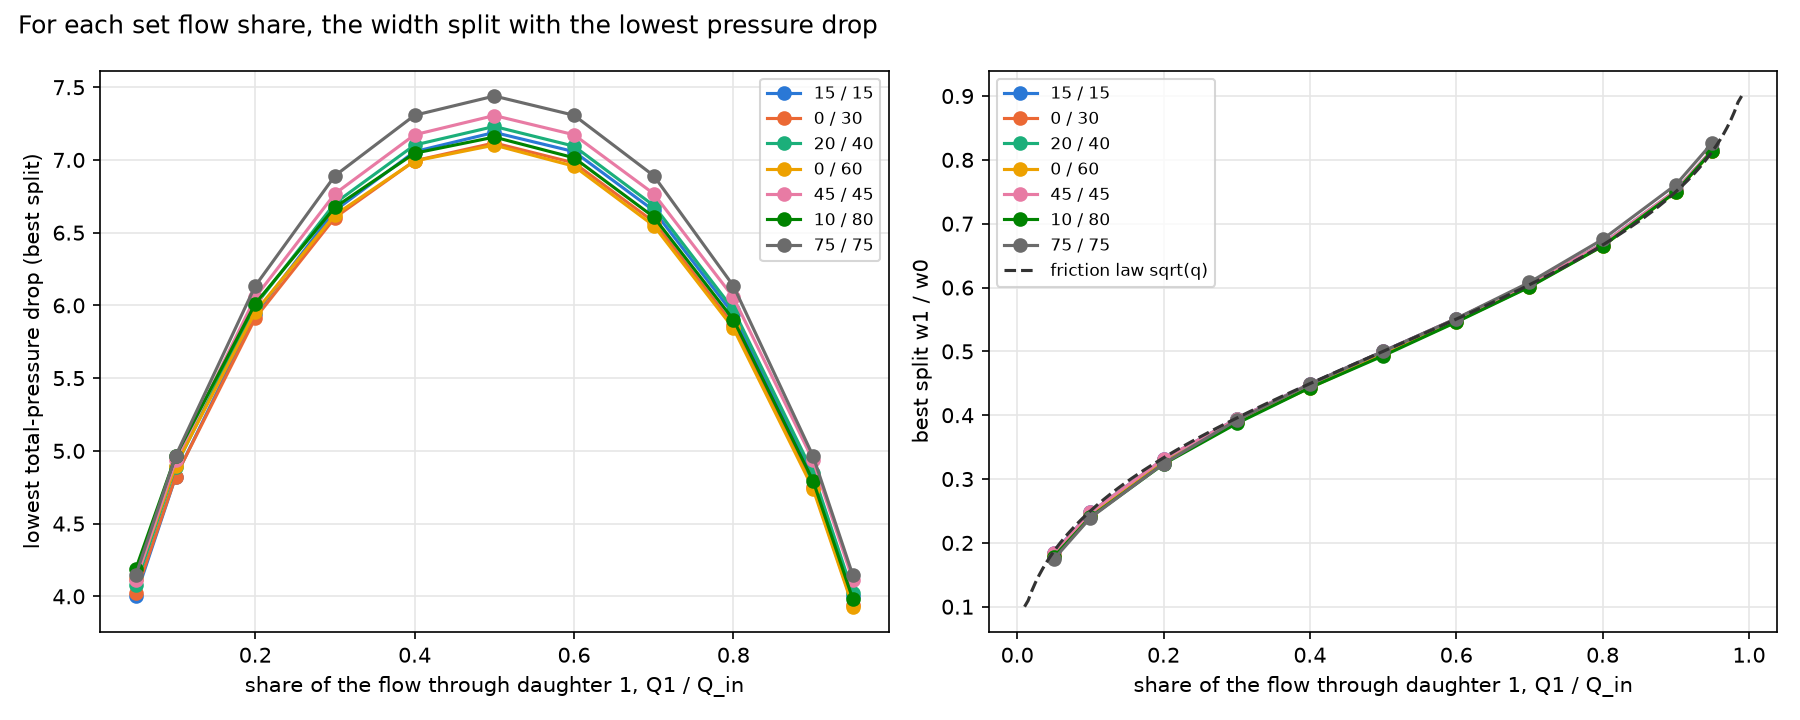 For each set flow share, the width split with the lowest pressure drop
lowest total-pressure drop (best split)
7.5
7.0
6.5
6.0
5.5
5.0
4.5
4.0
0.2
0.4
0.6
0.8
share of the flow through daughter 1, Q1 / Q_in
15 / 15
0 / 30
20 / 40
0 / 60
45 / 45
10 / 80
75 / 75
best split w1 / w0
0.9
0.8
0.7
0.6
0.5
0.4
0.3
0.2
0.1
0.0
0.2
0.4
0.6
0.8
1.0
share of the flow through daughter 1, Q1 / Q_in
15 / 15
0 / 30
20 / 40
0 / 60
45 / 45
10 / 80
75 / 75
friction law sqrt(q)